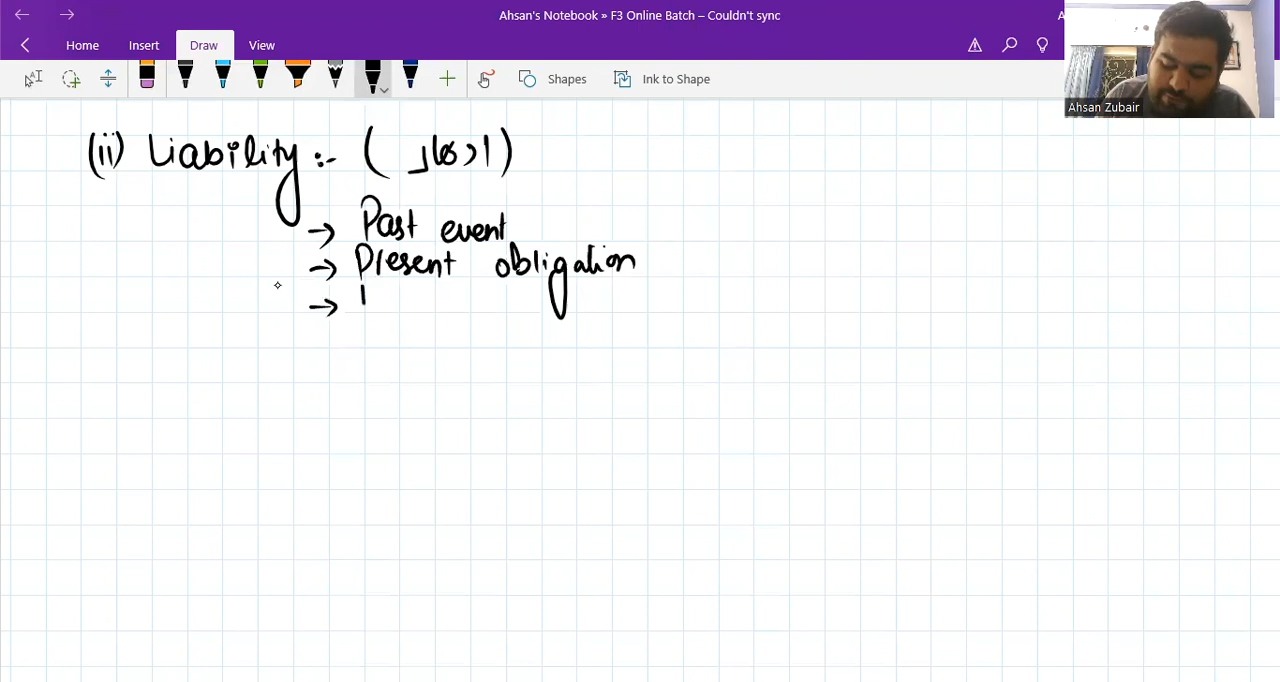 Ahsan's Notebook » F3 Online Batch – Couldn't sync
Home Insert Draw View
Shapes Ink to Shape
Ahsan Zubair
(ii) Liability :- ( ادھار )
→ Past event
→ Present obligation
→